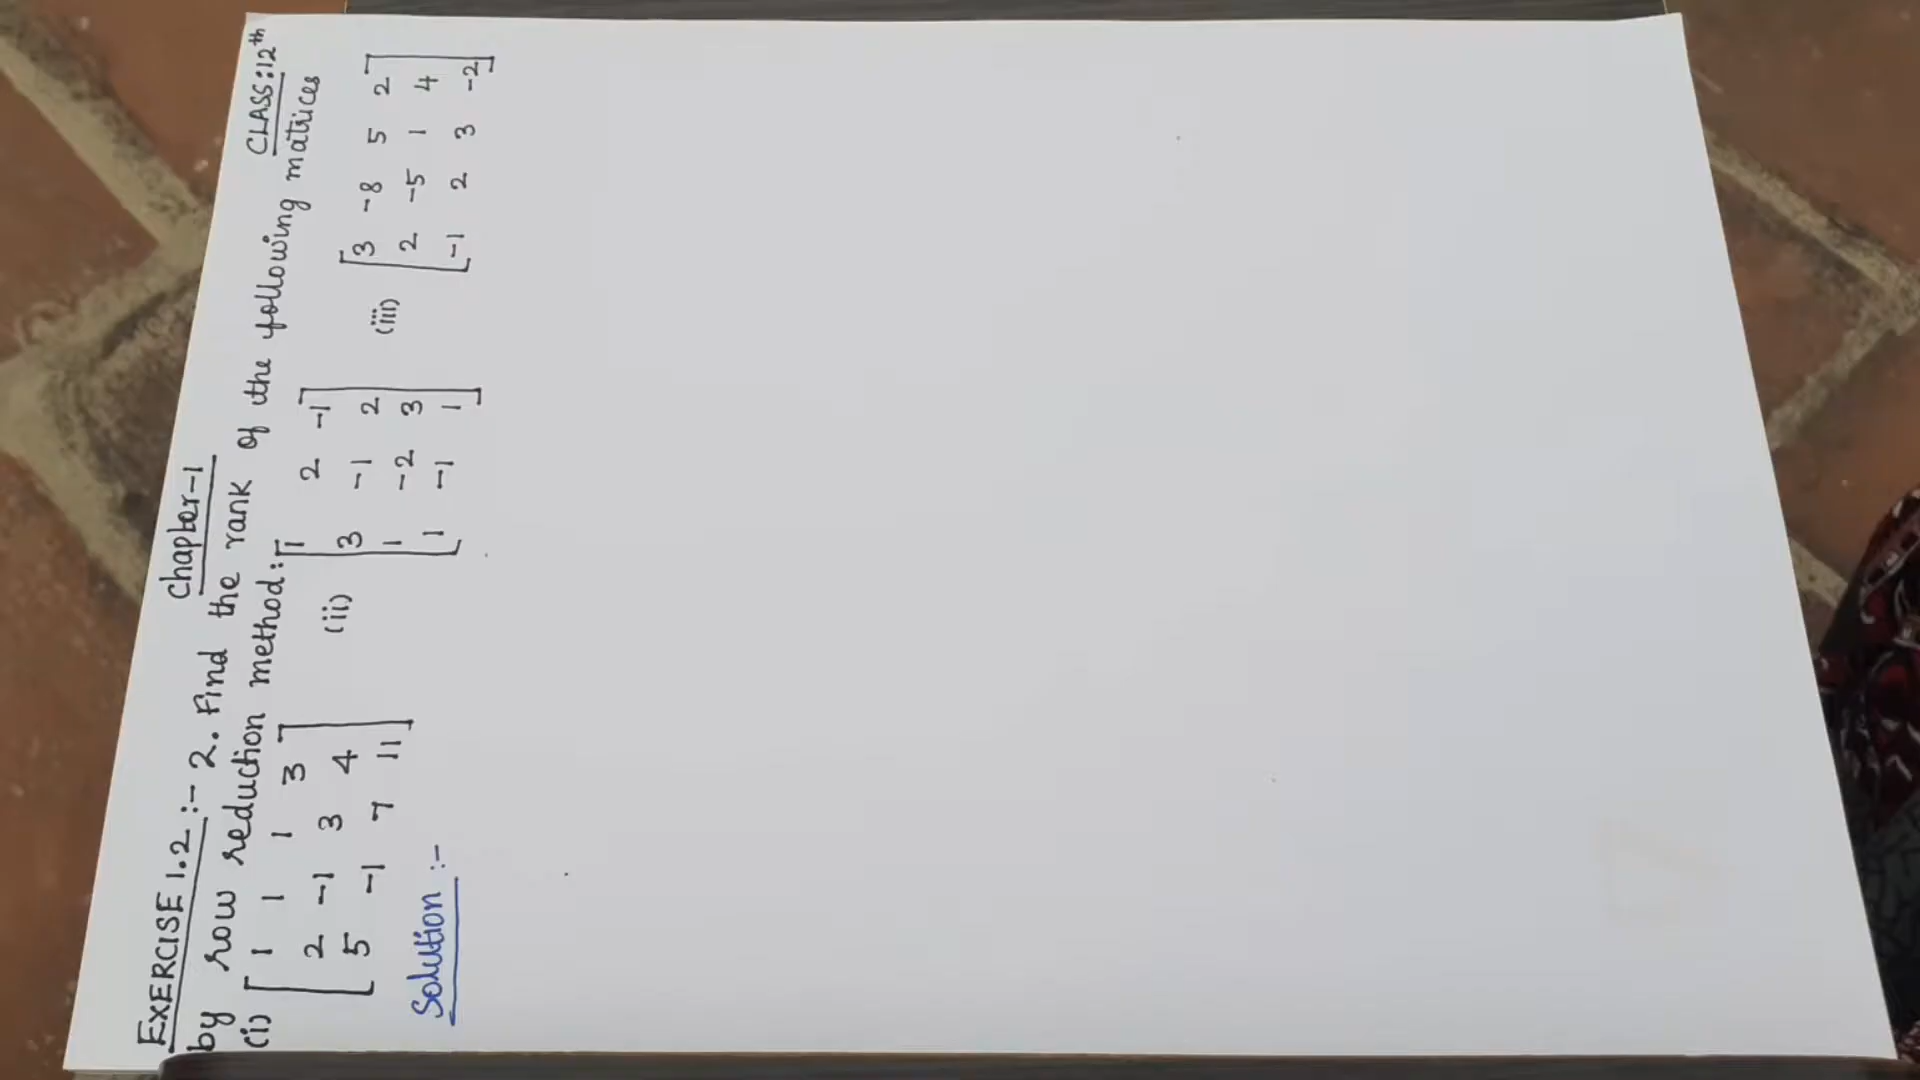 Chapter-1
CLASS:12th
EXERCISE 1.2 :- 2. Find the rank of the following matrices
by row reduction method:
(i) [1 1 1 3
2 -1 3 4
5 -1 7 11]
(ii) [1 2 -1
3 -1 2
1 -2 3
1 -1 1]
(iii) [3 -8 5 2
2 -5 1 4
-1 2 3 -2]
Solution :-